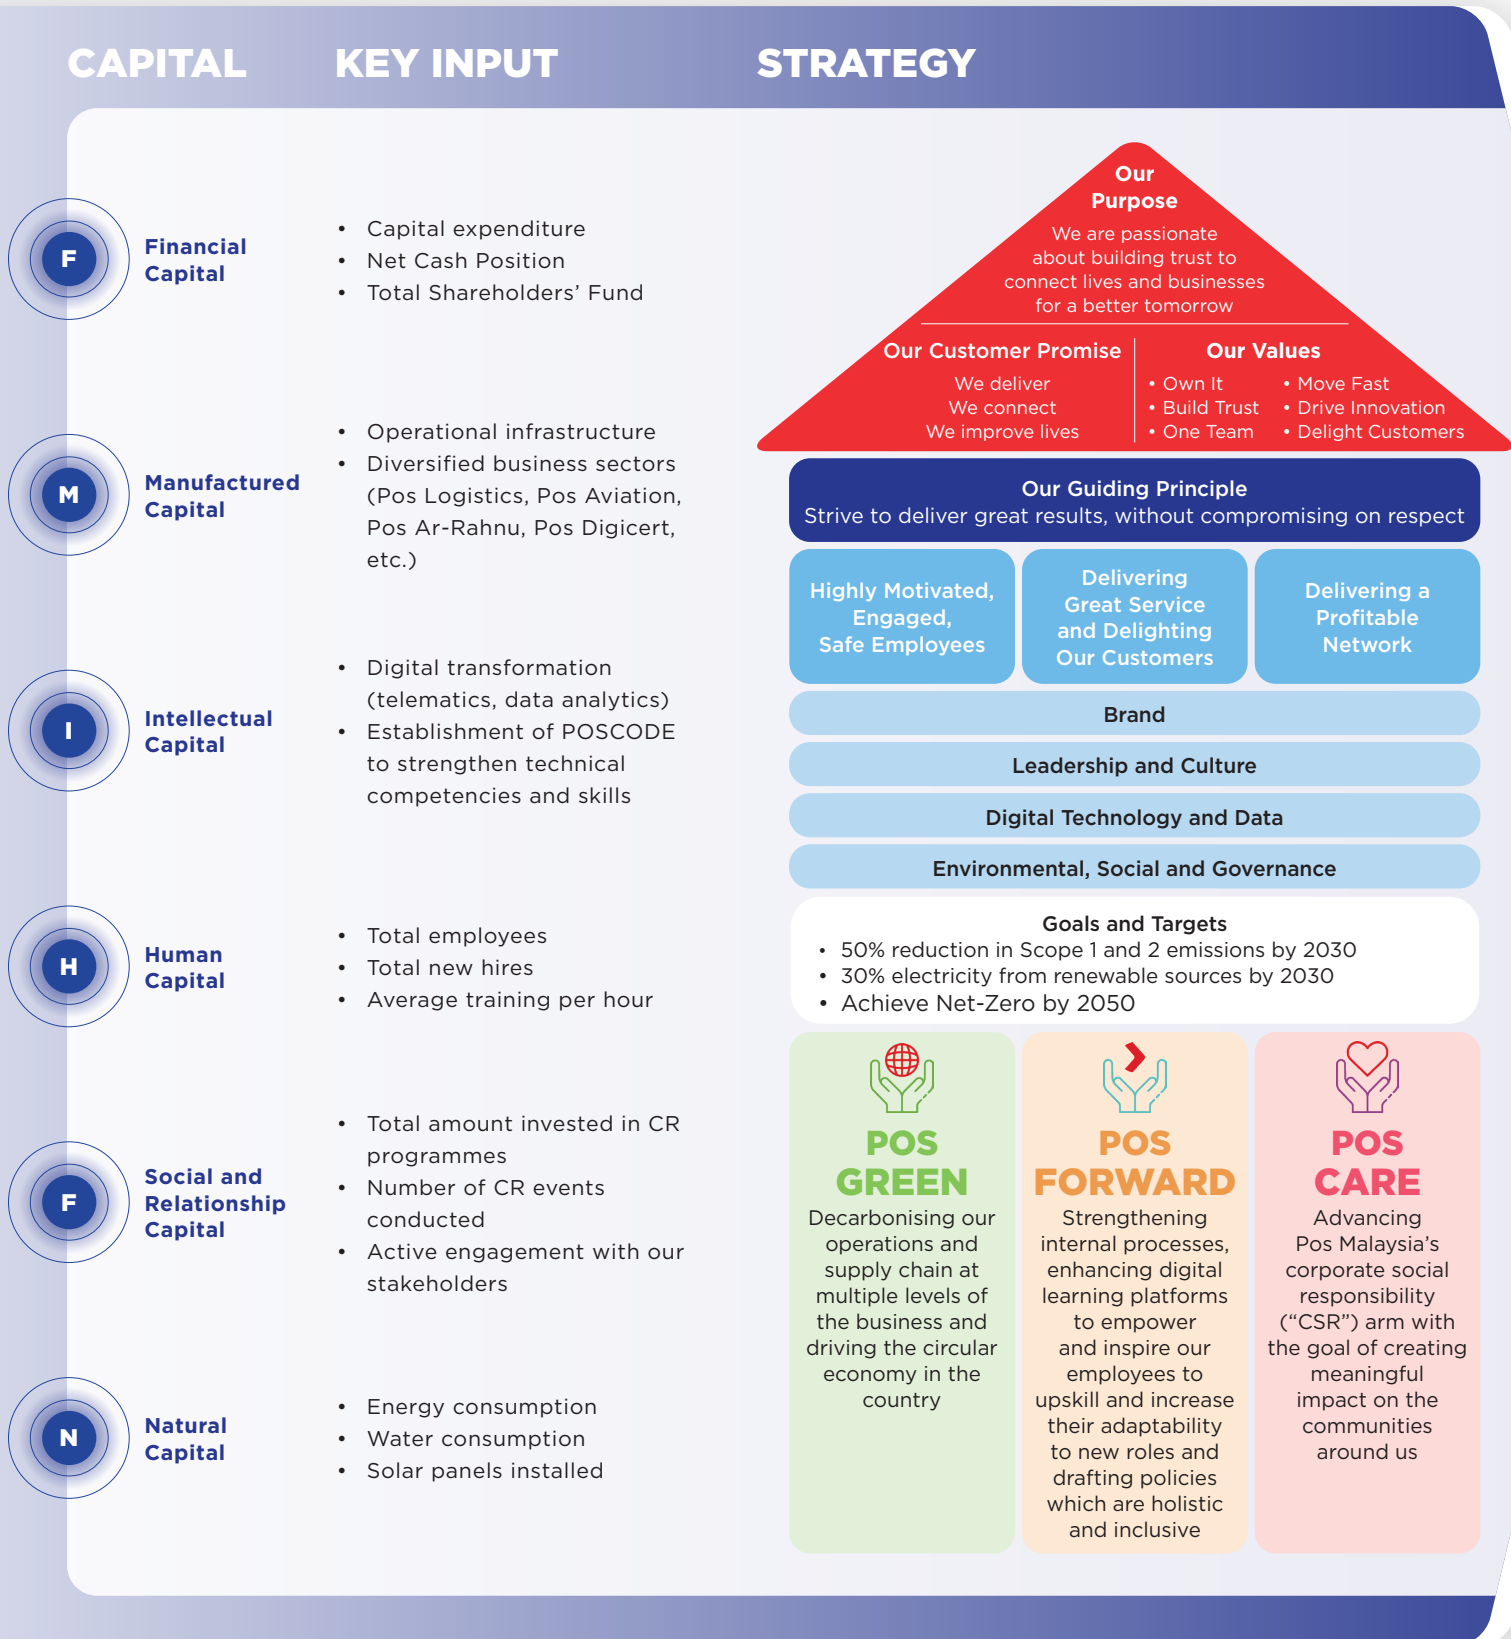 CAPITAL
KEY INPUT
STRATEGY
F
Financial
Capital
• Capital expenditure
• Net Cash Position
• Total Shareholders’ Fund
M
Manufactured
Capital
• Operational infrastructure
• Diversified business sectors
(Pos Logistics, Pos Aviation,
Pos Ar-Rahnu, Pos Digicert,
etc.)
I
Intellectual
Capital
• Digital transformation
(telematics, data analytics)
• Establishment of POSCODE
to strengthen technical
competencies and skills
H
Human
Capital
• Total employees
• Total new hires
• Average training per hour
F
Social and
Relationship
Capital
• Total amount invested in CR
programmes
• Number of CR events
conducted
• Active engagement with our
stakeholders
N
Natural
Capital
• Energy consumption
• Water consumption
• Solar panels installed
Our
Purpose
We are passionate
about building trust to
connect lives and businesses
for a better tomorrow
Our Customer Promise
We deliver
We connect
We improve lives
Our Values
• Own It
• Build Trust
• One Team
• Move Fast
• Drive Innovation
• Delight Customers
Our Guiding Principle
Strive to deliver great results, without compromising on respect
Highly Motivated,
Engaged,
Safe Employees
Delivering
Great Service
and Delighting
Our Customers
Delivering a
Profitable
Network
Brand
Leadership and Culture
Digital Technology and Data
Environmental, Social and Governance
Goals and Targets
• 50% reduction in Scope 1 and 2 emissions by 2030
• 30% electricity from renewable sources by 2030
• Achieve Net-Zero by 2050
POS
GREEN
Decarbonising our
operations and
supply chain at
multiple levels of
the business and
driving the circular
economy in the
country
POS
FORWARD
Strengthening
internal processes,
enhancing digital
learning platforms
to empower
and inspire our
employees to
upskill and increase
their adaptability
to new roles and
drafting policies
which are holistic
and inclusive
POS
CARE
Advancing
Pos Malaysia’s
corporate social
responsibility
(“CSR”) arm with
the goal of creating
meaningful
impact on the
communities
around us